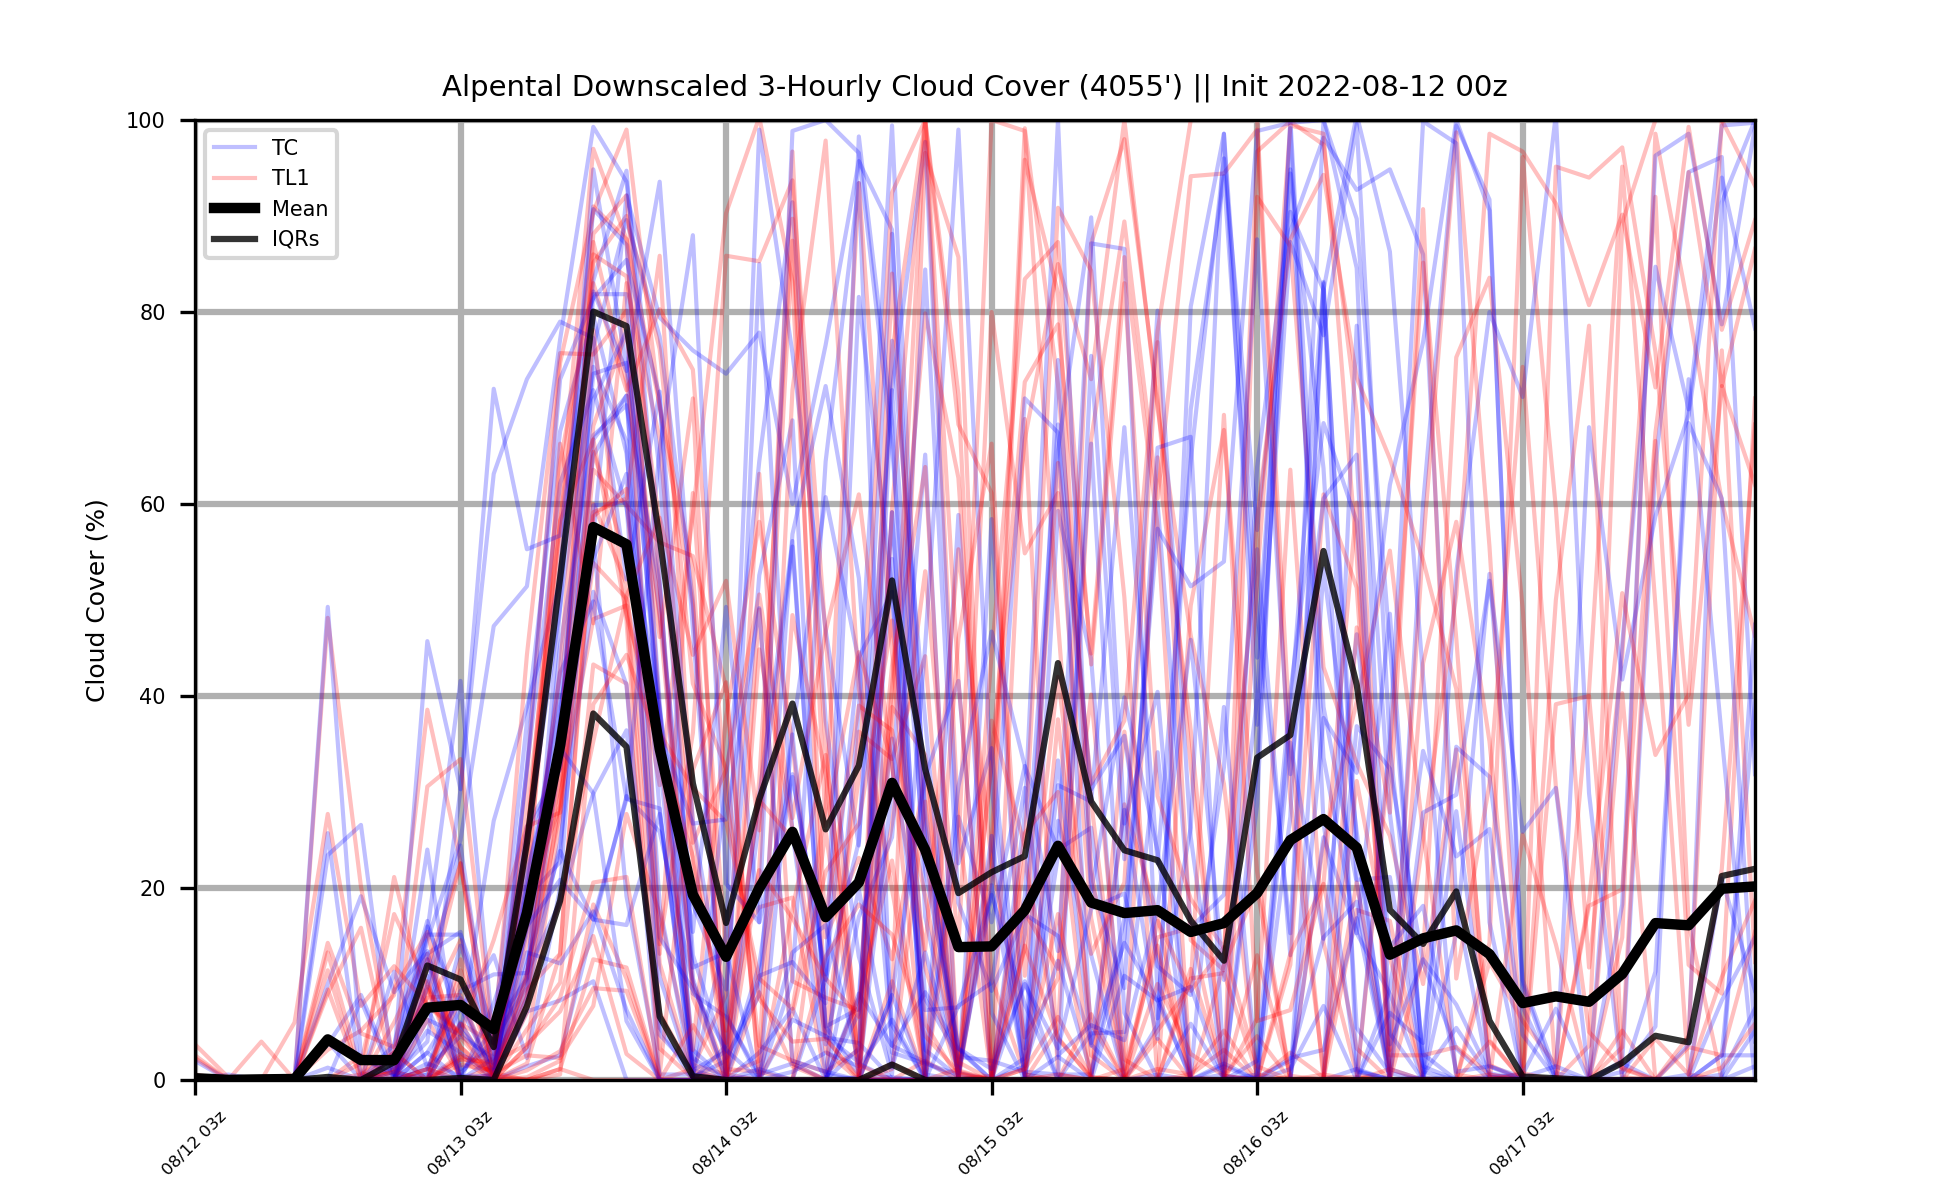 Alpental Downscaled 3-Hourly Cloud Cover (4055') || Init 2022-08-12 00z
TC
TL1
Mean
IQRs
Cloud Cover (%)
100
80
60
40
20
0
08/12 03z
08/13 03z
08/14 03z
08/15 03z
08/16 03z
08/17 03z